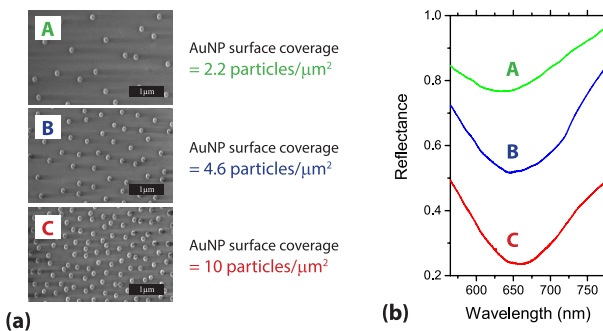 A
AuNP surface coverage
= 2.2 particles/μm²
1μm
B
AuNP surface coverage
= 4.6 particles/μm²
1μm
C
AuNP surface coverage
= 10 particles/μm²
1μm
(a)
1.0
0.8
0.6
0.4
0.2
Reflectance
A
B
C
600 650 700 750
Wavelength (nm)
(b)